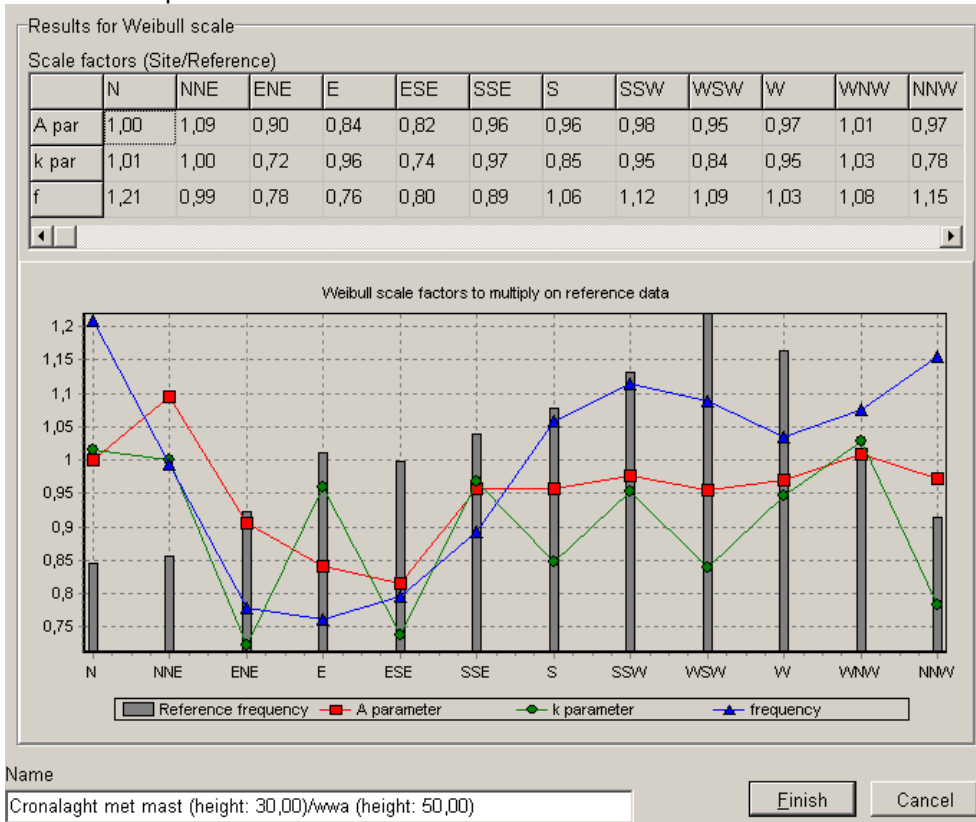 Results for Weibull scale
Scale factors (Site/Reference)
N NNE ENE E ESE SSE S SSW WSW W WNW NNW
A par 1,00 1,09 0,90 0,84 0,82 0,96 0,96 0,98 0,95 0,97 1,01 0,97
k par 1,01 1,00 0,72 0,96 0,74 0,97 0,85 0,95 0,84 0,95 1,03 0,78
f 1,21 0,99 0,78 0,76 0,80 0,89 1,06 1,12 1,09 1,03 1,08 1,15
Weibull scale factors to multiply on reference data
1,2
1,15
1,1
1,05
1
0,95
0,9
0,85
0,8
0,75
N NNE ENE E ESE SSE S SSW WSW W WNW NNW
Reference frequency A parameter k parameter frequency
Name
Cronalaght met mast (height: 30,00)/wwa (height: 50,00)
Finish Cancel